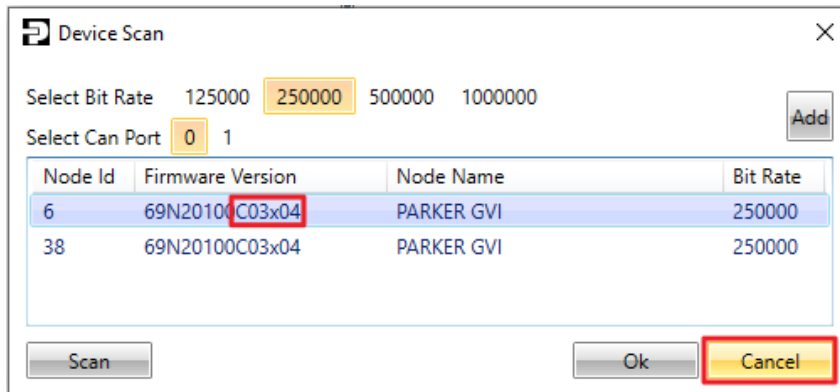 Device Scan
Select Bit Rate 125000 250000 500000 1000000
Add
Select Can Port 0 1
Node Id Firmware Version Node Name Bit Rate
6 69N20100C03x04 PARKER GVI 250000
38 69N20100C03x04 PARKER GVI 250000
Scan Ok Cancel